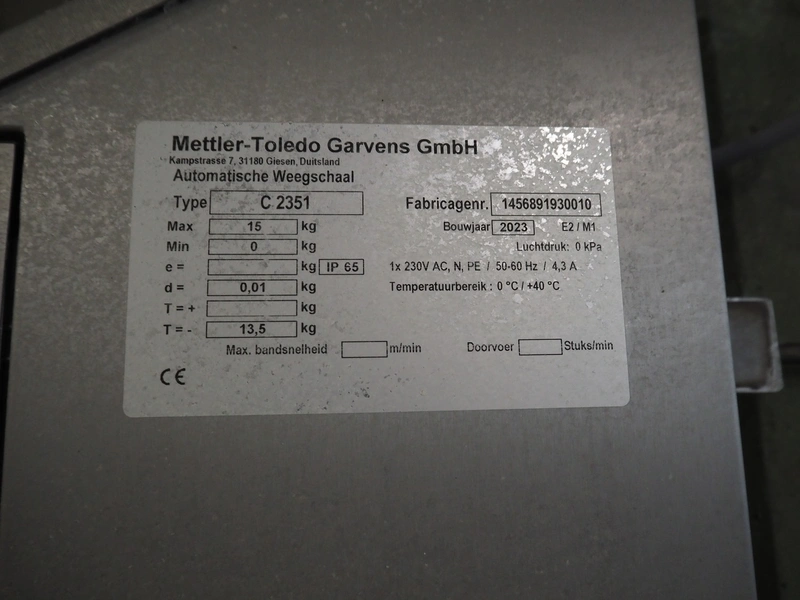 Mettler-Toledo Garvens GmbH
Kampstrasse 7, 31180 Giesen, Duitsland
Automatische Weegschaal
Type C 2351 Fabricagenr. 1456891930010
Max 15 kg Bouwjaar 2023 E2 / M1
Min 0 kg Luchtdruk: 0 kPa
e = kg IP 65 1x 230V AC, N, PE / 50-60 Hz / 4,3 A
d = 0,01 kg Temperatuurbereik : 0 °C / +40 °C
T = + kg
T = - 13,5 kg
Max. bandsnelheid m/min Doorvoer Stuks/min
CE